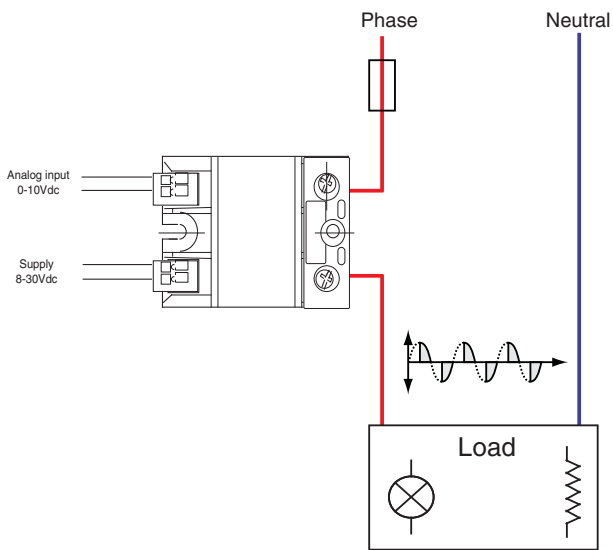 Phase
Neutral
Analog input
0-10Vdc
Supply
8-30Vdc
Load